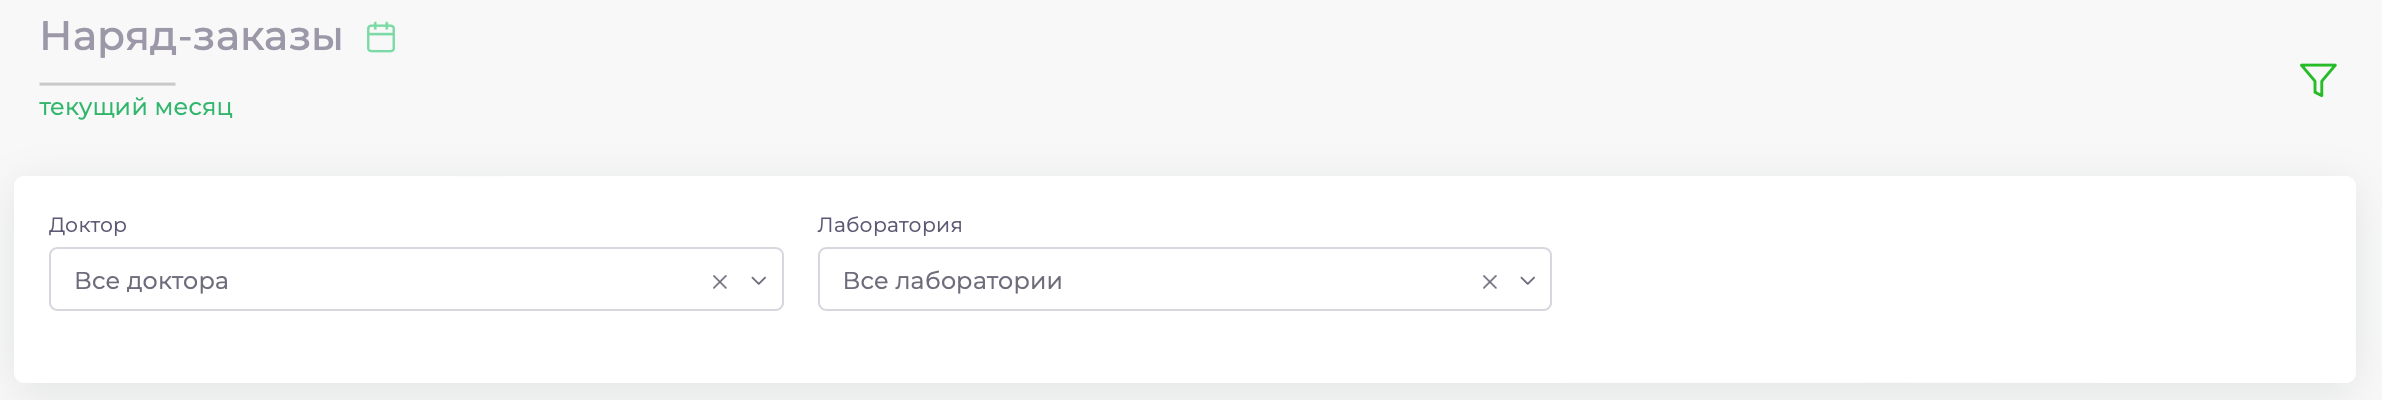 Наряд-заказы
текущий месяц
Доктор
Лаборатория
Все доктора
Все лаборатории